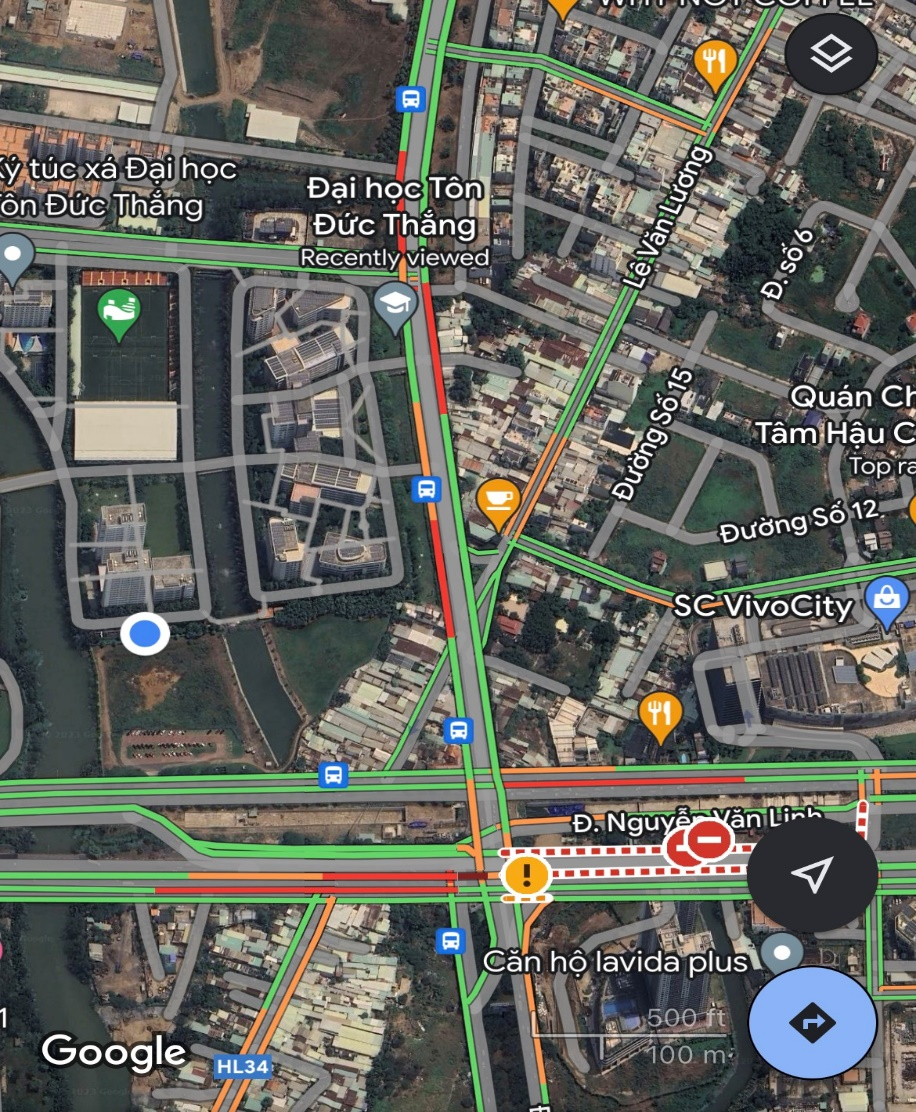 WHY NOT COFFEE
Ký túc xá Đại học
Tôn Đức Thắng
Đại học Tôn
Đức Thắng
Recently viewed
Lê Văn Lương
Đ. số 6
Đường Số 15
Quán Ch
Tâm Hậu C
Top ra
Đường Số 12
SC VivoCity
Đ. Nguyễn Văn Linh
Căn hộ lavida plus
500 ft
100 m
Google
HL34